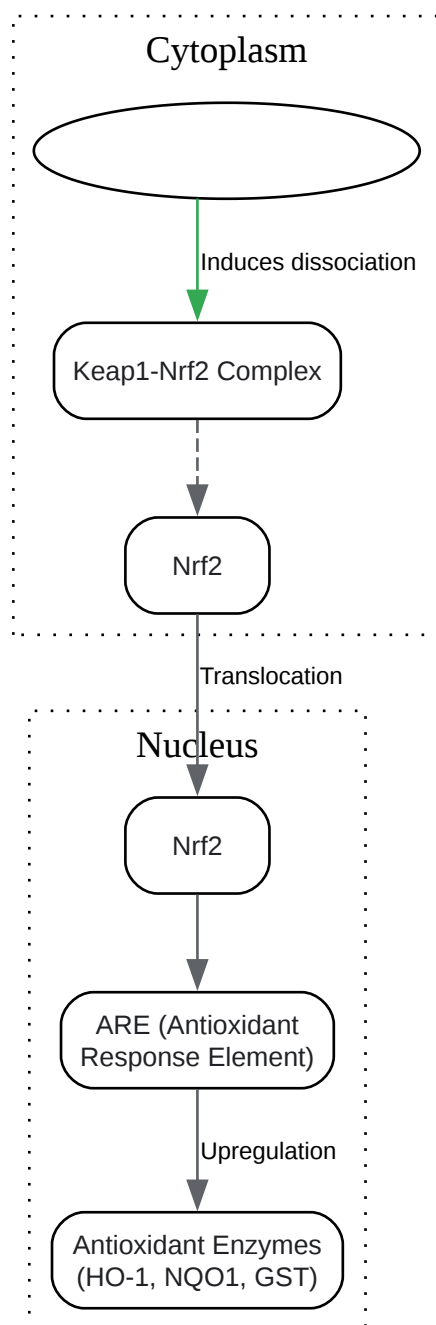 Cytoplasm
Induces dissociation
Keap1-Nrf2 Complex
Nrf2
Translocation
Nucleus
Nrf2
ARE (Antioxidant
Response Element)
Upregulation
Antioxidant Enzymes
(HO-1, NQO1, GST)